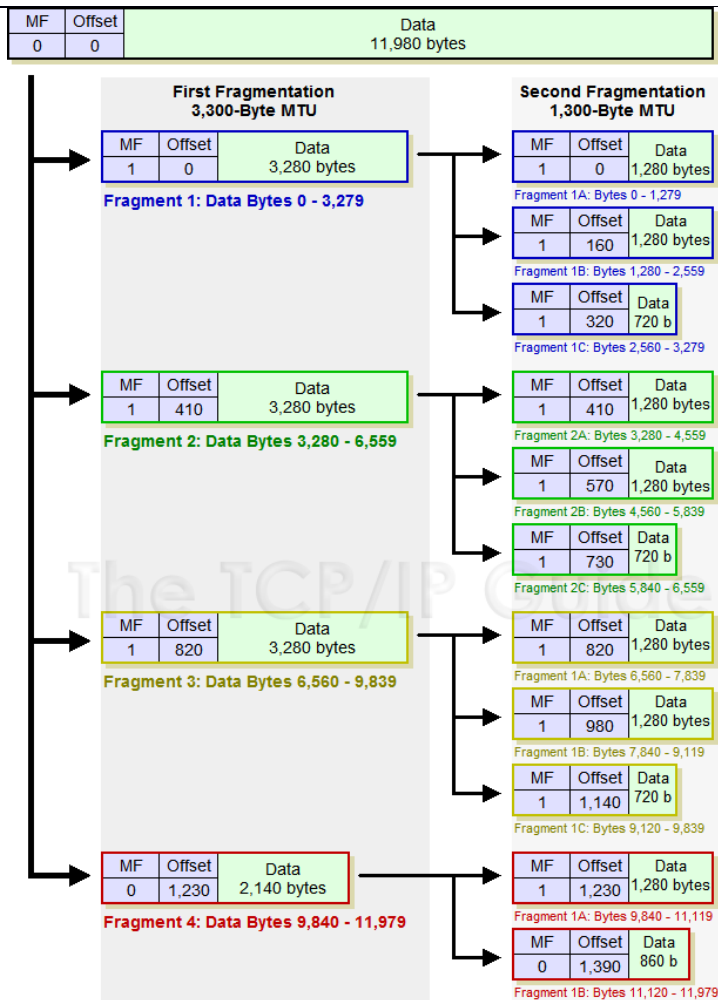 MF Offset Data
0 0 11,980 bytes
First Fragmentation
3,300-Byte MTU
Second Fragmentation
1,300-Byte MTU
MF Offset Data
1 0 3,280 bytes
Fragment 1: Data Bytes 0 - 3,279
MF Offset Data
1 0 1,280 bytes
Fragment 1A: Bytes 0 - 1,279
MF Offset Data
1 160 1,280 bytes
Fragment 1B: Bytes 1,280 - 2,559
MF Offset Data
1 320 720 b
Fragment 1C: Bytes 2,560 - 3,279
MF Offset Data
1 410 3,280 bytes
Fragment 2: Data Bytes 3,280 - 6,559
MF Offset Data
1 410 1,280 bytes
Fragment 2A: Bytes 3,280 - 4,559
MF Offset Data
1 570 1,280 bytes
Fragment 2B: Bytes 4,560 - 5,839
MF Offset Data
1 730 720 b
Fragment 2C: Bytes 5,840 - 6,559
The TCP/IP Guide
MF Offset Data
1 820 3,280 bytes
Fragment 3: Data Bytes 6,560 - 9,839
MF Offset Data
1 820 1,280 bytes
Fragment 1A: Bytes 6,560 - 7,839
MF Offset Data
1 980 1,280 bytes
Fragment 1B: Bytes 7,840 - 9,119
MF Offset Data
1 1,140 720 b
Fragment 1C: Bytes 9,120 - 9,839
MF Offset Data
0 1,230 2,140 bytes
Fragment 4: Data Bytes 9,840 - 11,979
MF Offset Data
1 1,230 1,280 bytes
Fragment 1A: Bytes 9,840 - 11,119
MF Offset Data
0 1,390 860 b
Fragment 1B: Bytes 11,120 - 11,979